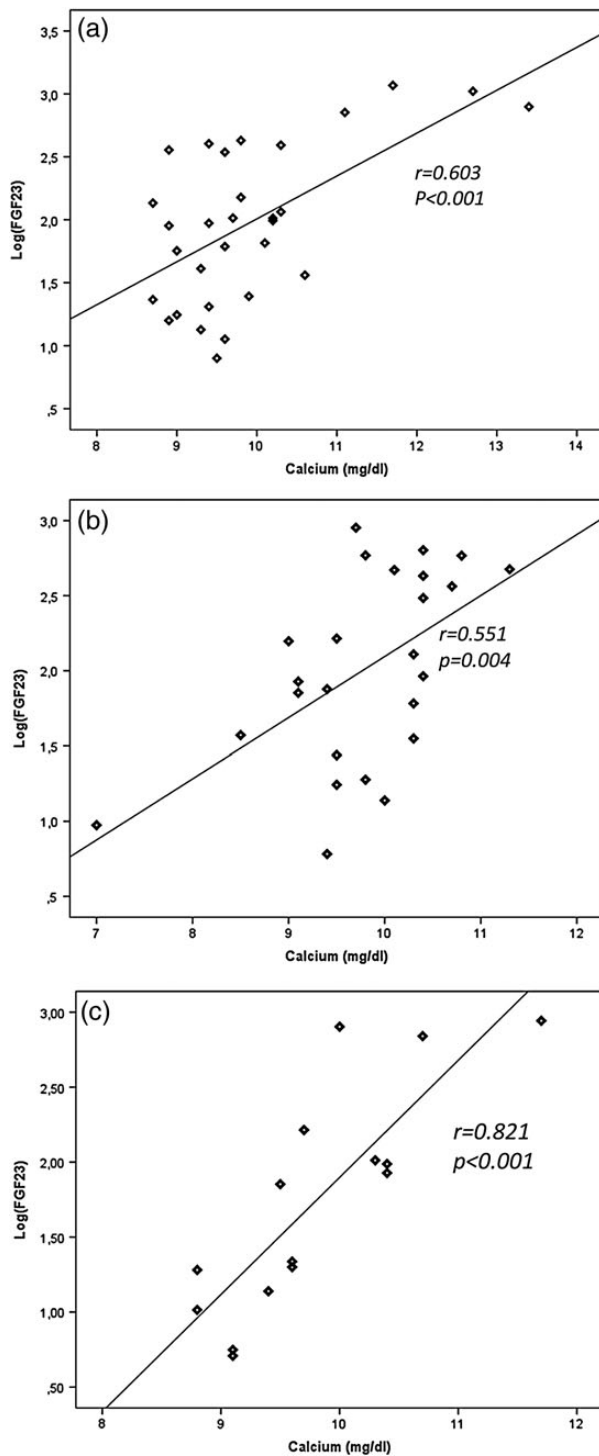 (a)
3,5
3,0
2,5
2,0
1,5
1,0
,5
Log(FGF23)
r=0.603
P<0.001
8 9 10 11 12 13 14
Calcium (mg/dl)
(b)
3,0
2,5
2,0
1,5
1,0
,5
Log(FGF23)
r=0.551
p=0.004
7 8 9 10 11 12
Calcium (mg/dl)
(c)
3,00
2,50
2,00
1,50
1,00
,50
Log(FGF23)
r=0.821
p<0.001
8 9 10 11 12
Calcium (mg/dl)